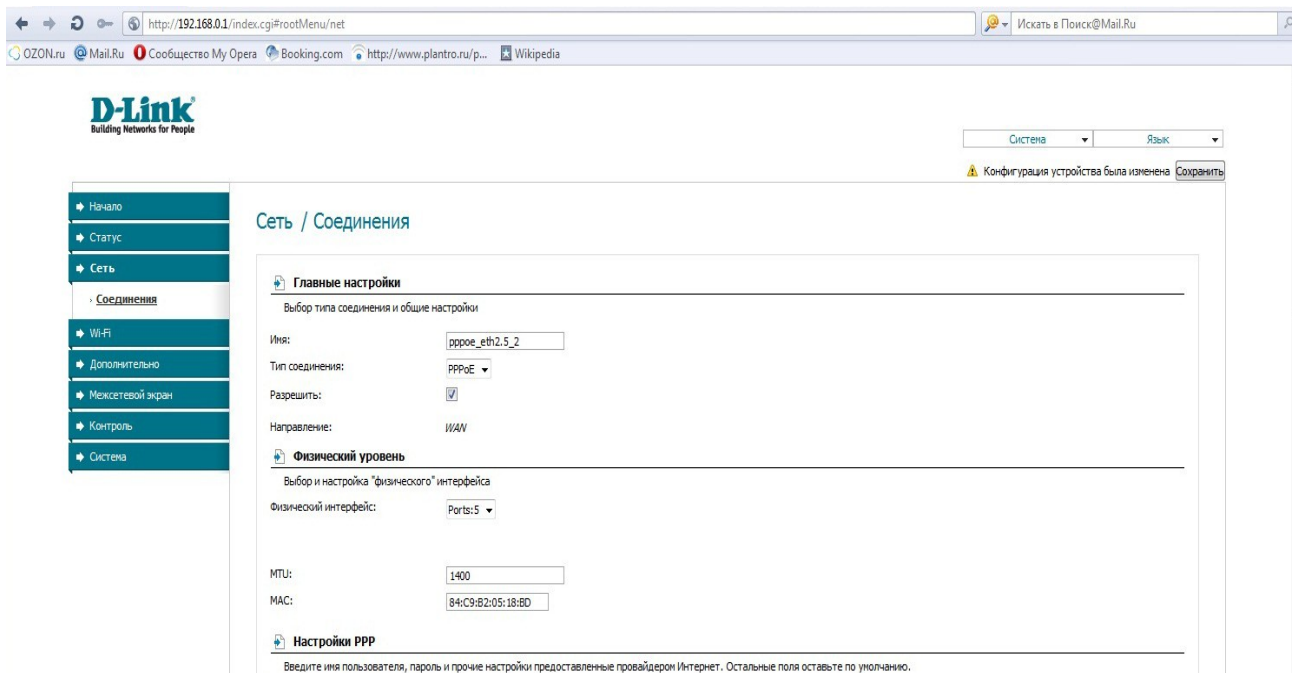 http://192.168.0.1/index.cgi#rootMenu/net
Искать в Поиск@Mail.Ru
OZON.ru @Mail.Ru Сообщество My Opera Booking.com http://www.plantro.ru/p... Wikipedia
D-Link
Building Networks for People
Система Язык
Конфигурация устройства была изменена Сохранить
Начало
Статус
Сеть
Соединения
Wi-Fi
Дополнительно
Межсетевой экран
Контроль
Система
Сеть / Соединения
Главные настройки
Выбор типа соединения и общие настройки
Имя: pppoe_eth2.5_2
Тип соединения: PPPoE
Разрешить:
Направление: WAN
Физический уровень
Выбор и настройка "физического" интерфейса
Физический интерфейс: Ports:5
MTU: 1400
MAC: 84:C9:B2:05:18:BD
Настройки PPP
Введите имя пользователя, пароль и прочие настройки предоставленные провайдером Интернет. Остальные поля оставьте по умолчанию.